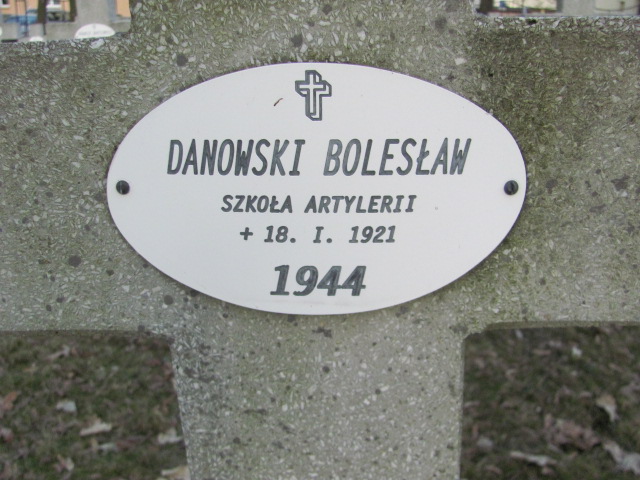 DANOWSKI BOLESŁAW
SZKOŁA ARTYLERII
+ 18. I. 1921
1944